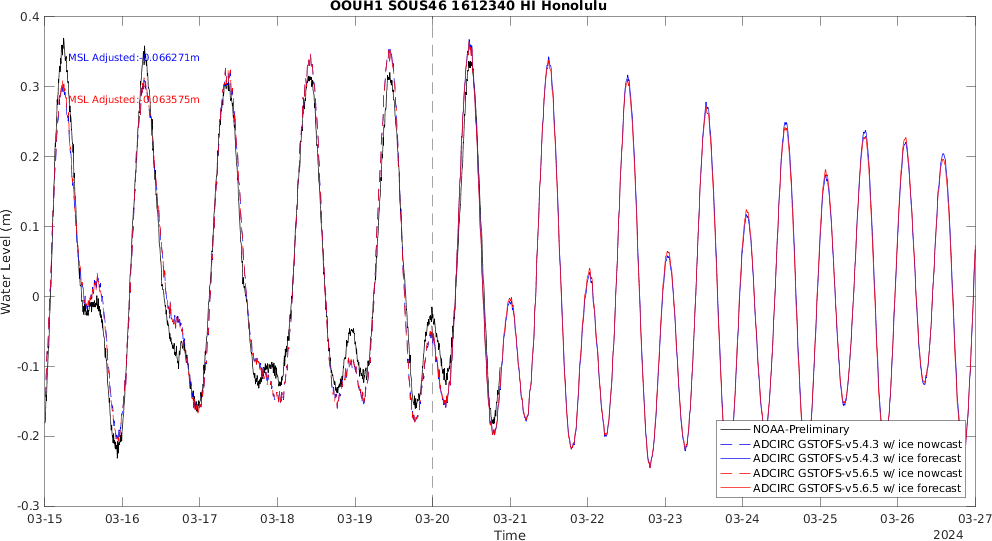 OOUH1 SOUS46 1612340 HI Honolulu
0.4
0.3
0.2
0.1
0
-0.1
-0.2
-0.3
Water Level (m)
MSL Adjusted:-0.066271m
MSL Adjusted:-0.063575m
NOAA-Preliminary
ADCIRC GSTOFS-v5.4.3 w/ ice nowcast
ADCIRC GSTOFS-v5.4.3 w/ ice forecast
ADCIRC GSTOFS-v5.6.5 w/ ice nowcast
ADCIRC GSTOFS-v5.6.5 w/ ice forecast
03-15 03-16 03-17 03-18 03-19 03-20 03-21 03-22 03-23 03-24 03-25 03-26 03-27
Time
2024